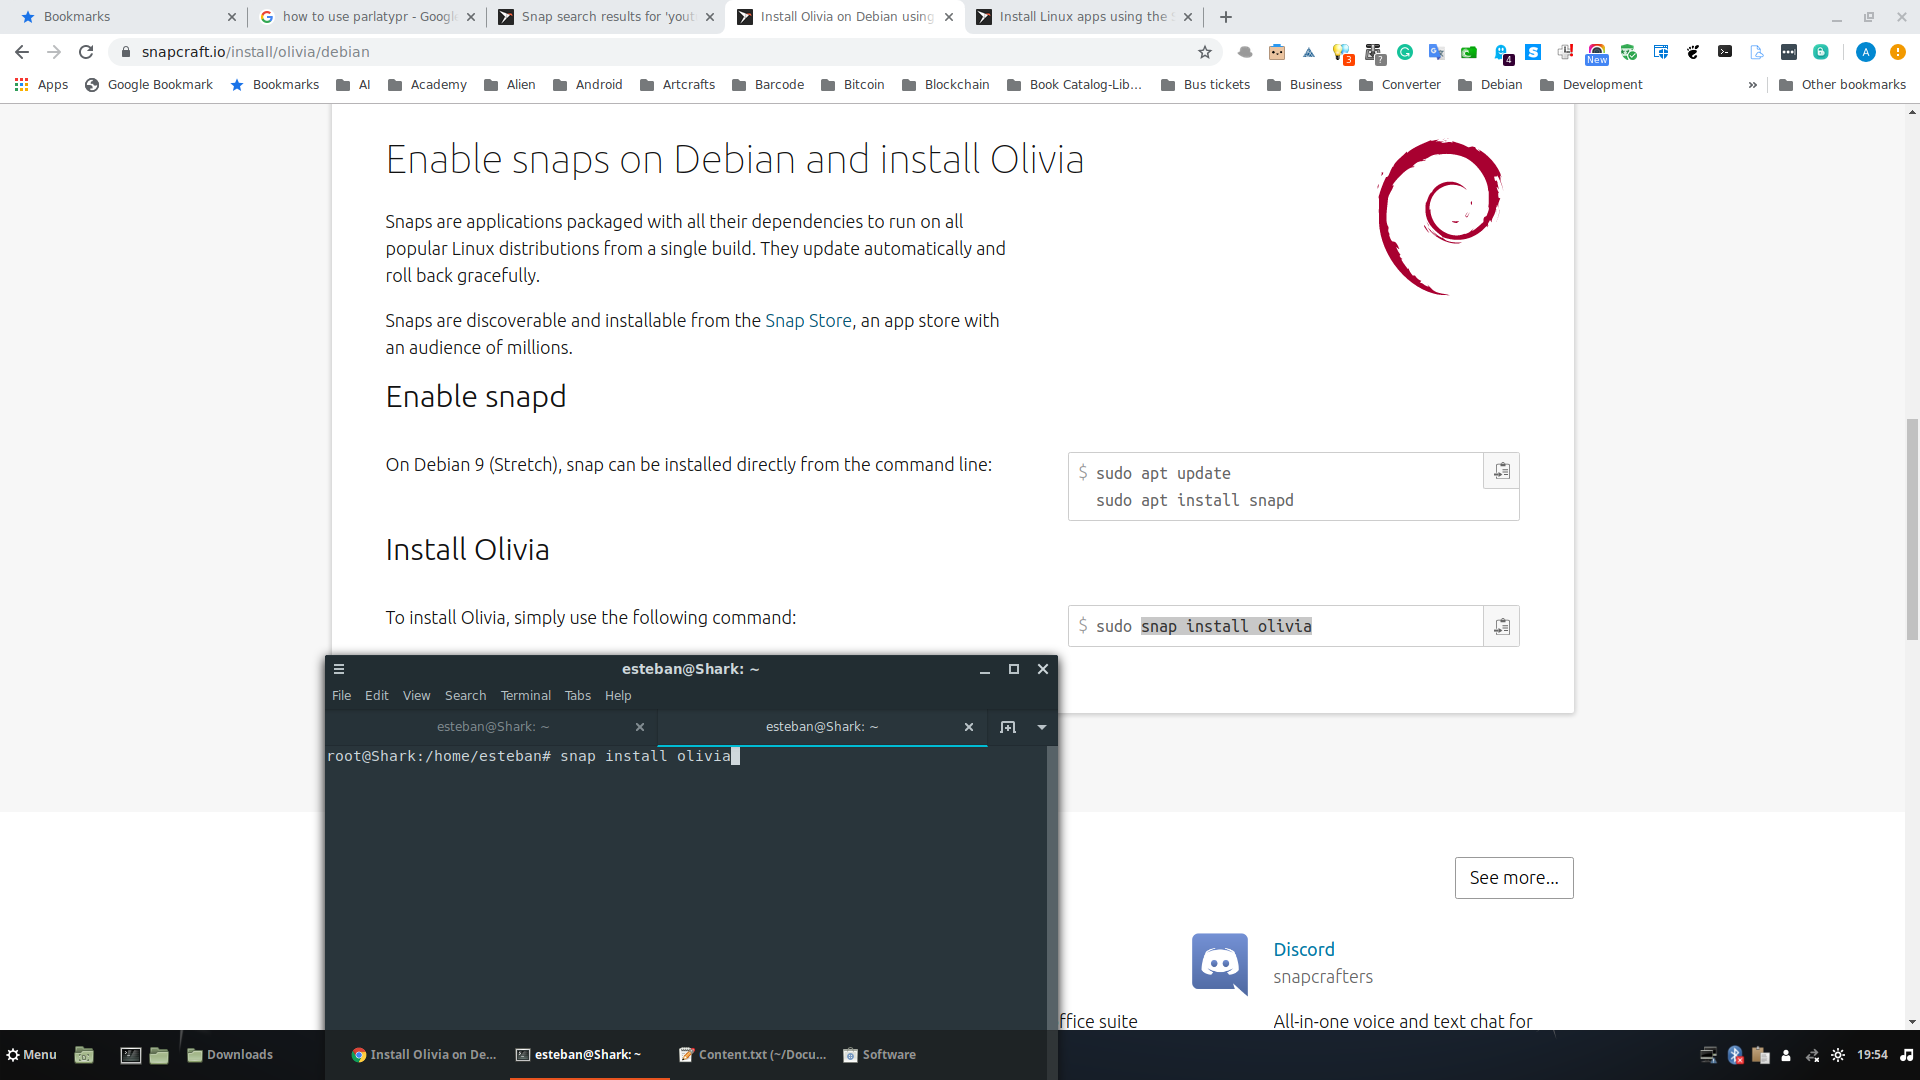 Bookmarks
how to use parlatypr - Googl
Snap search results for 'yout
Install Olivia on Debian using
Install Linux apps using the
snapcraft.io/install/olivia/debian
3
?
4
New
A
Apps
Google Bookmark
Bookmarks
AI
Academy
Alien
Android
Artcrafts
Barcode
Bitcoin
Blockchain
Book Catalog-Lib...
Bus tickets
Business
Converter
Debian
Development
»
Other bookmarks
Enable snaps on Debian and install Olivia
Snaps are applications packaged with all their dependencies to run on all
popular Linux distributions from a single build. They update automatically and
roll back gracefully.
Snaps are discoverable and installable from the Snap Store, an app store with
an audience of millions.
Enable snapd
On Debian 9 (Stretch), snap can be installed directly from the command line:
$ sudo apt update
sudo apt install snapd
Install Olivia
To install Olivia, simply use the following command:
$ sudo snap install olivia
esteban@Shark: ~
File Edit View Search Terminal Tabs Help
esteban@Shark: ~
esteban@Shark: ~
root@Shark:/home/esteban# snap install olivia
See more...
Discord
snapcrafters
ffice suite
All-in-one voice and text chat for
Menu
Downloads
Install Olivia on De...
esteban@Shark: ~
Content.txt (~/Docu...
Software
19:54